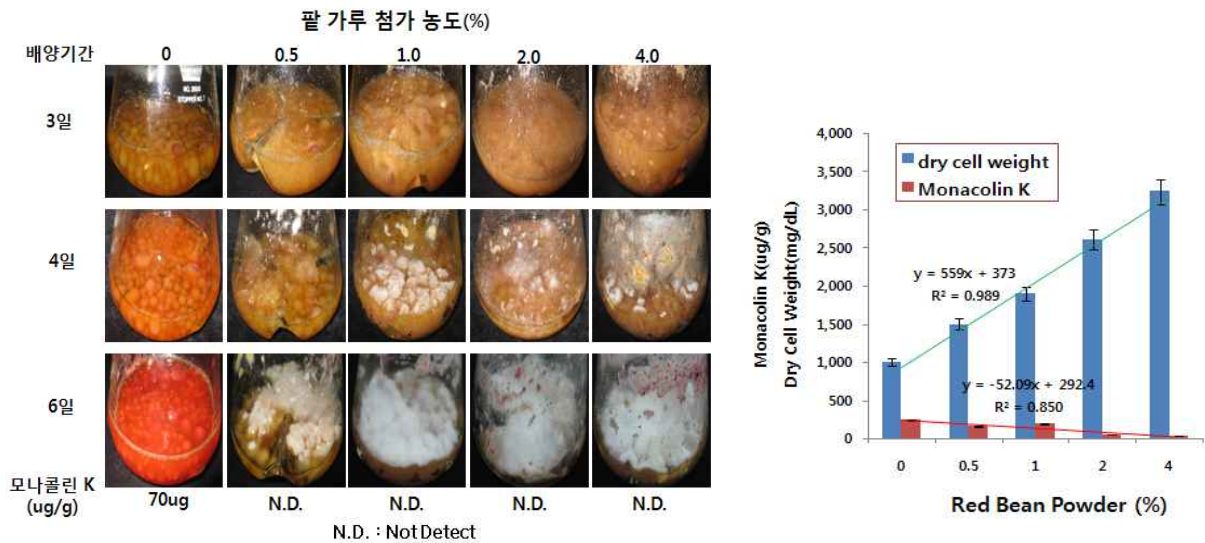 팥 가루 첨가 농도(%)
배양기간 0 0.5 1.0 2.0 4.0
3일
4일
6일
모나콜린 K
(ug/g)
70ug N.D. N.D. N.D. N.D.
N.D. : Not Detect
4,000
3,500
3,000
2,500
2,000
1,500
1,000
500
0
Monacolin K(ug/g)
Dry Cell Weight(mg/dL)
dry cell weight
Monacolin K
y = 559x + 373
R² = 0.989
y = -52.09x + 292.4
R² = 0.850
0 0.5 1 2 4
Red Bean Powder (%)